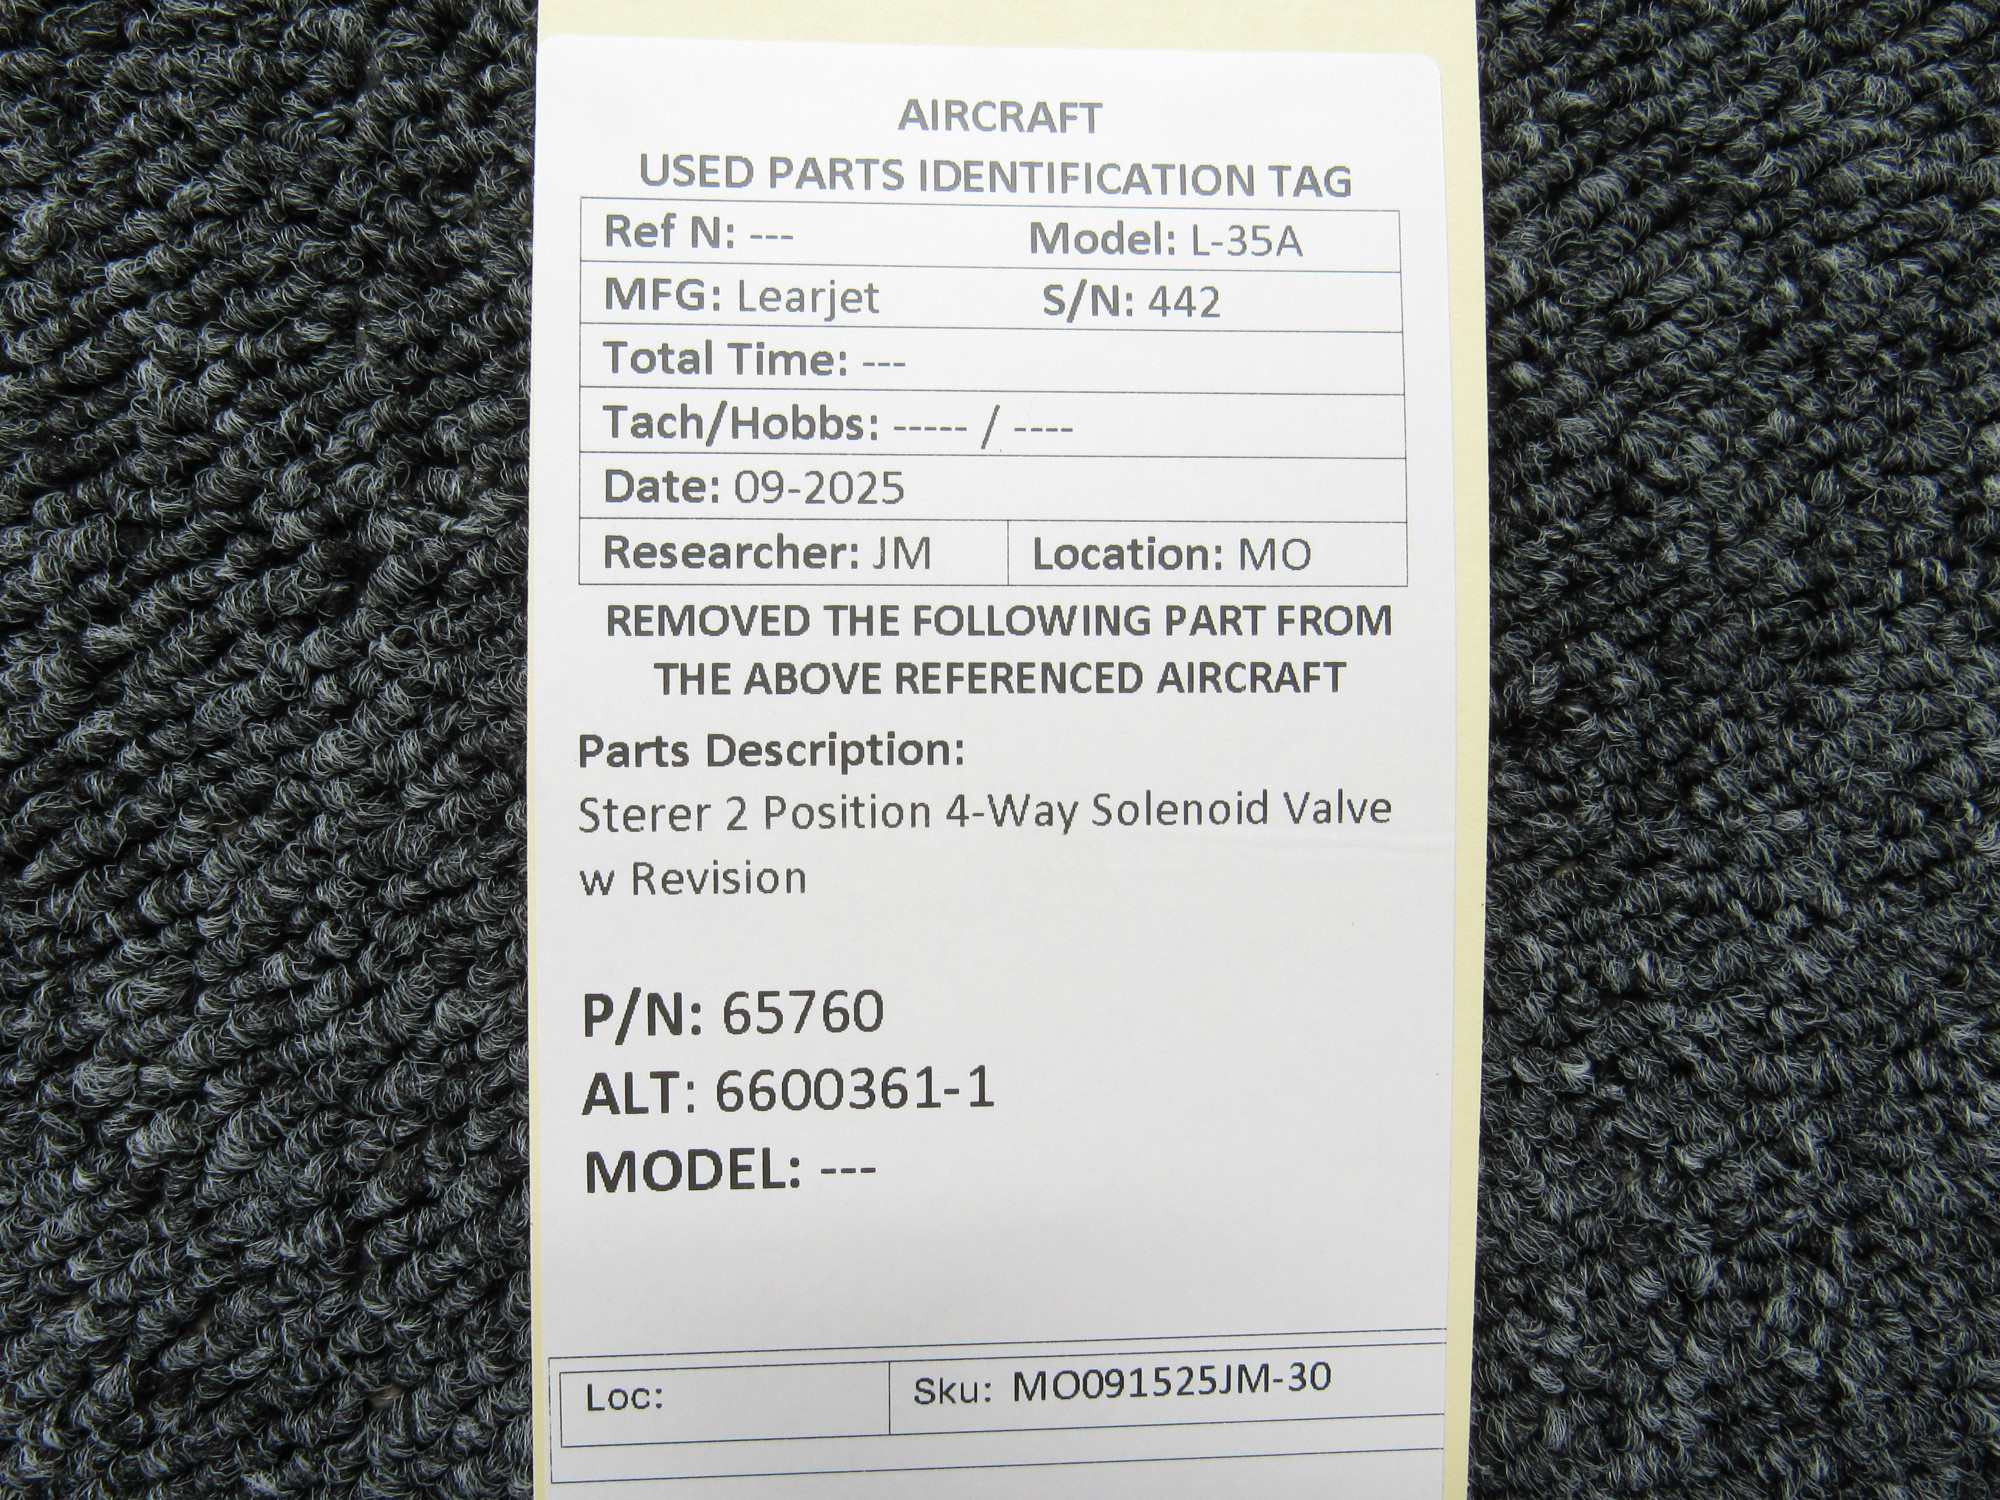 AIRCRAFT
USED PARTS IDENTIFICATION TAG
Ref N: --- Model: L-35A
MFG: Learjet S/N: 442
Total Time: ---
Tach/Hobbs: ----- / ----
Date: 09-2025
Researcher: JM Location: MO
REMOVED THE FOLLOWING PART FROM
THE ABOVE REFERENCED AIRCRAFT
Parts Description:
Sterer 2 Position 4-Way Solenoid Valve
w Revision
P/N: 65760
ALT: 6600361-1
MODEL: ---
Loc: Sku: MO091525JM-30